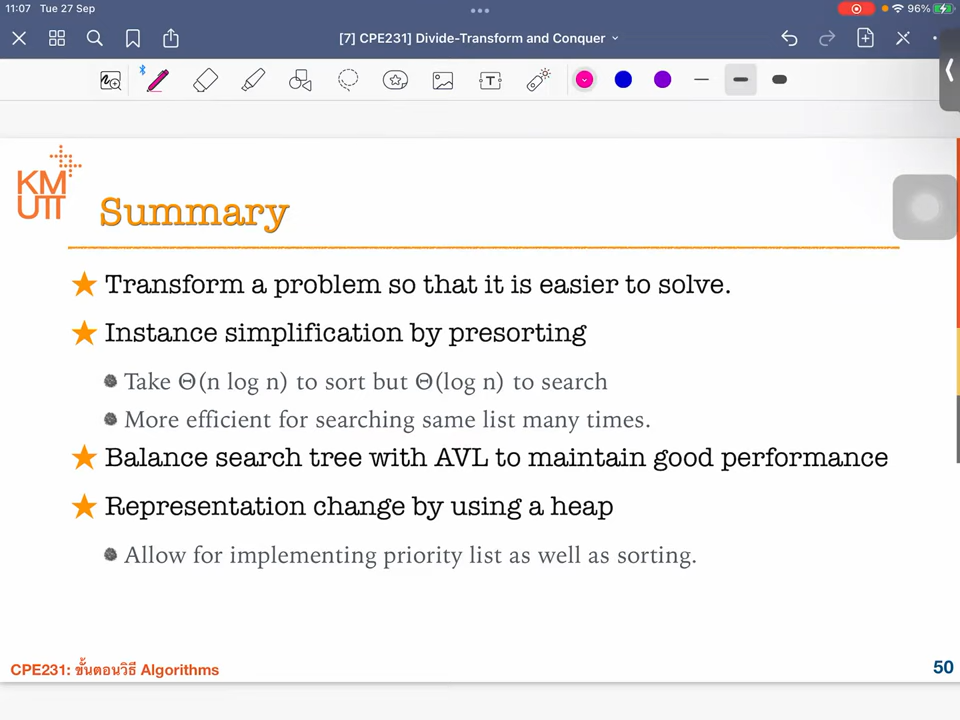 11:07 Tue 27 Sep
96%
[7] CPE231] Divide-Transform and Conquer
T
KM
UTT
Summary
★ Transform a problem so that it is easier to solve.
★ Instance simplification by presorting
Take Θ(n log n) to sort but Θ(log n) to search
More efficient for searching same list many times.
★ Balance search tree with AVL to maintain good performance
★ Representation change by using a heap
Allow for implementing priority list as well as sorting.
CPE231: ขั้นตอนวิธี Algorithms
50